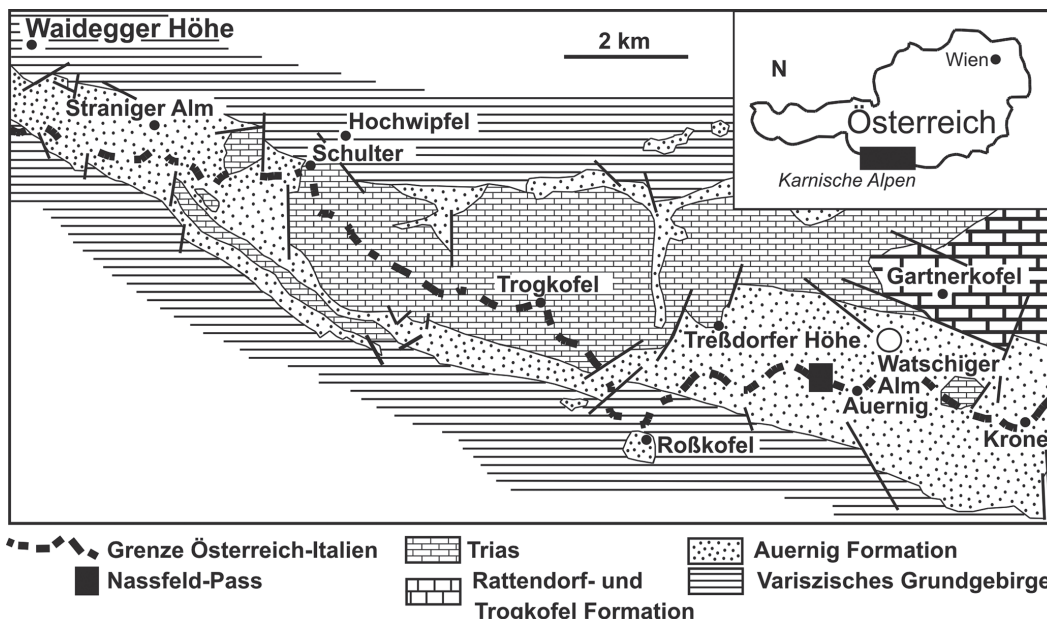 Waidegger Höhe
2 km
N
Wien
Österreich
Karnische Alpen
Straniger Alm
Hochwipfel
Schulter
Trogkofel
Gartnerkofel
Treßdorfer Höhe
Watschiger
Alm
Auernig
Krone
Roßkofel
Grenze Österreich-Italien
Nassfeld-Pass
Trias
Rattendorf- und
Trogkofel Formation
Auernig Formation
Variszisches Grundgebirge